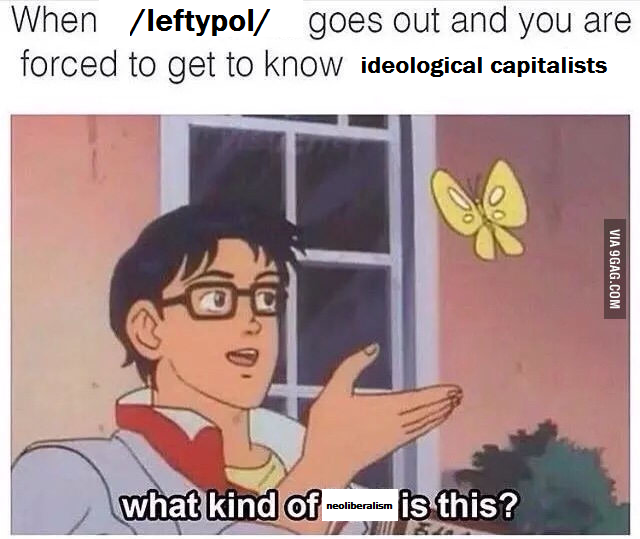 When /leftypol/ goes out and you are
forced to get to know ideological capitalists
VIA 9GAG.COM
what kind of neoliberalism is this?